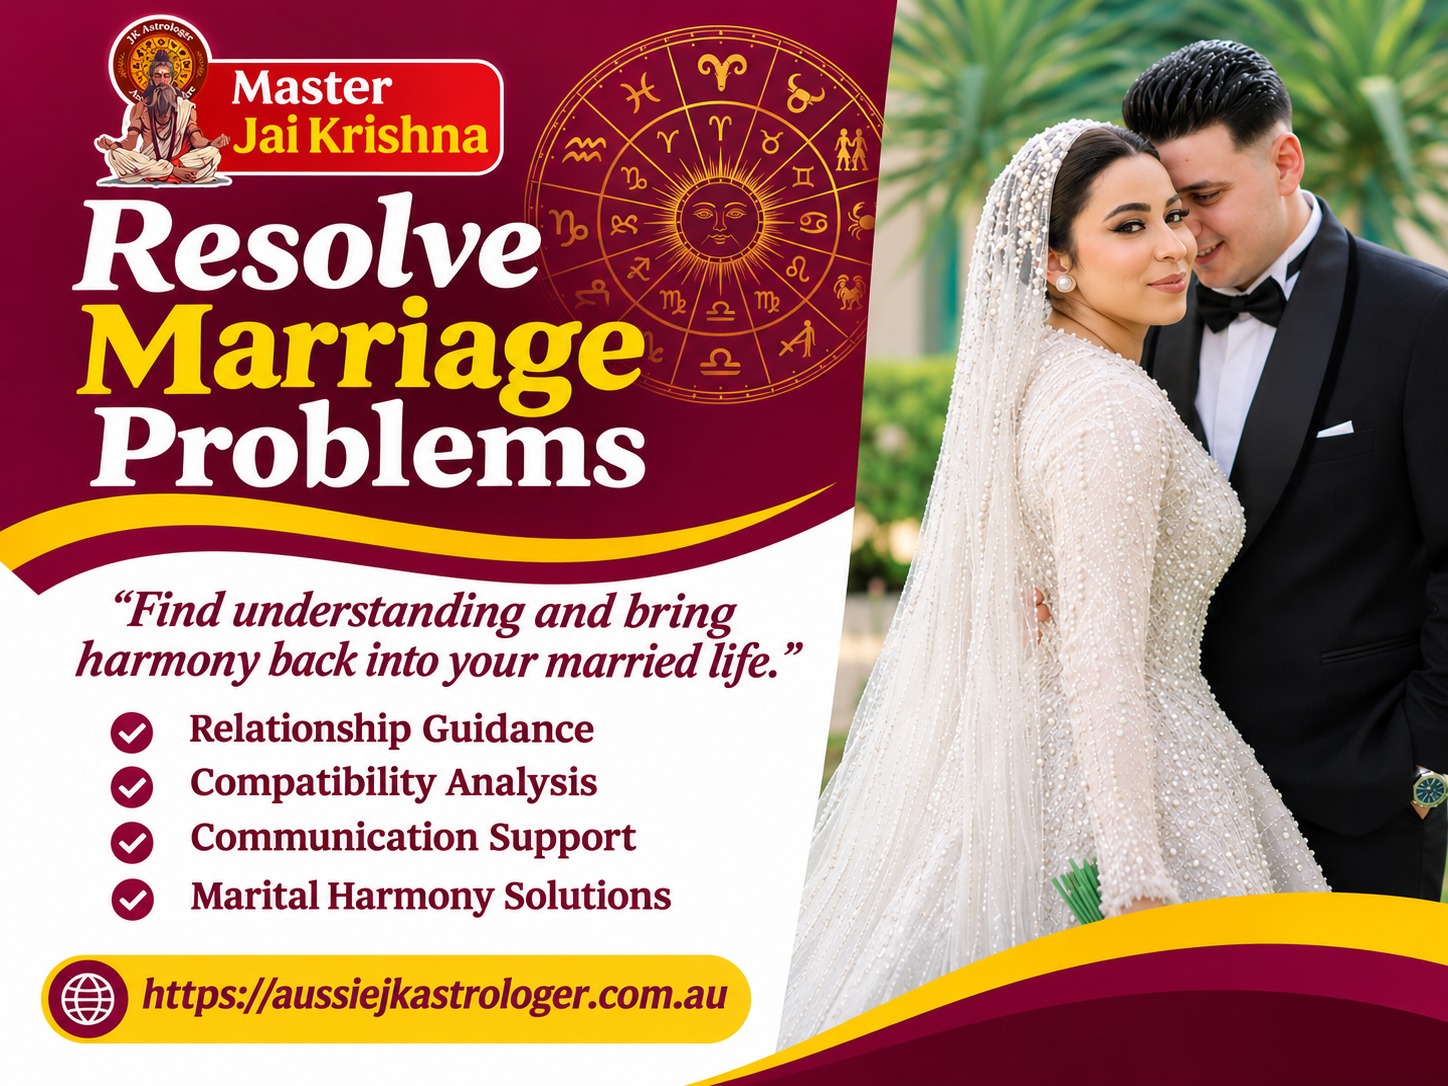 JK Astrologer
Master
Jai Krishna
Resolve
Marriage
Problems
“Find understanding and bring
harmony back into your married life.”
Relationship Guidance
Compatibility Analysis
Communication Support
Marital Harmony Solutions
https://aussiejkastrologer.com.au